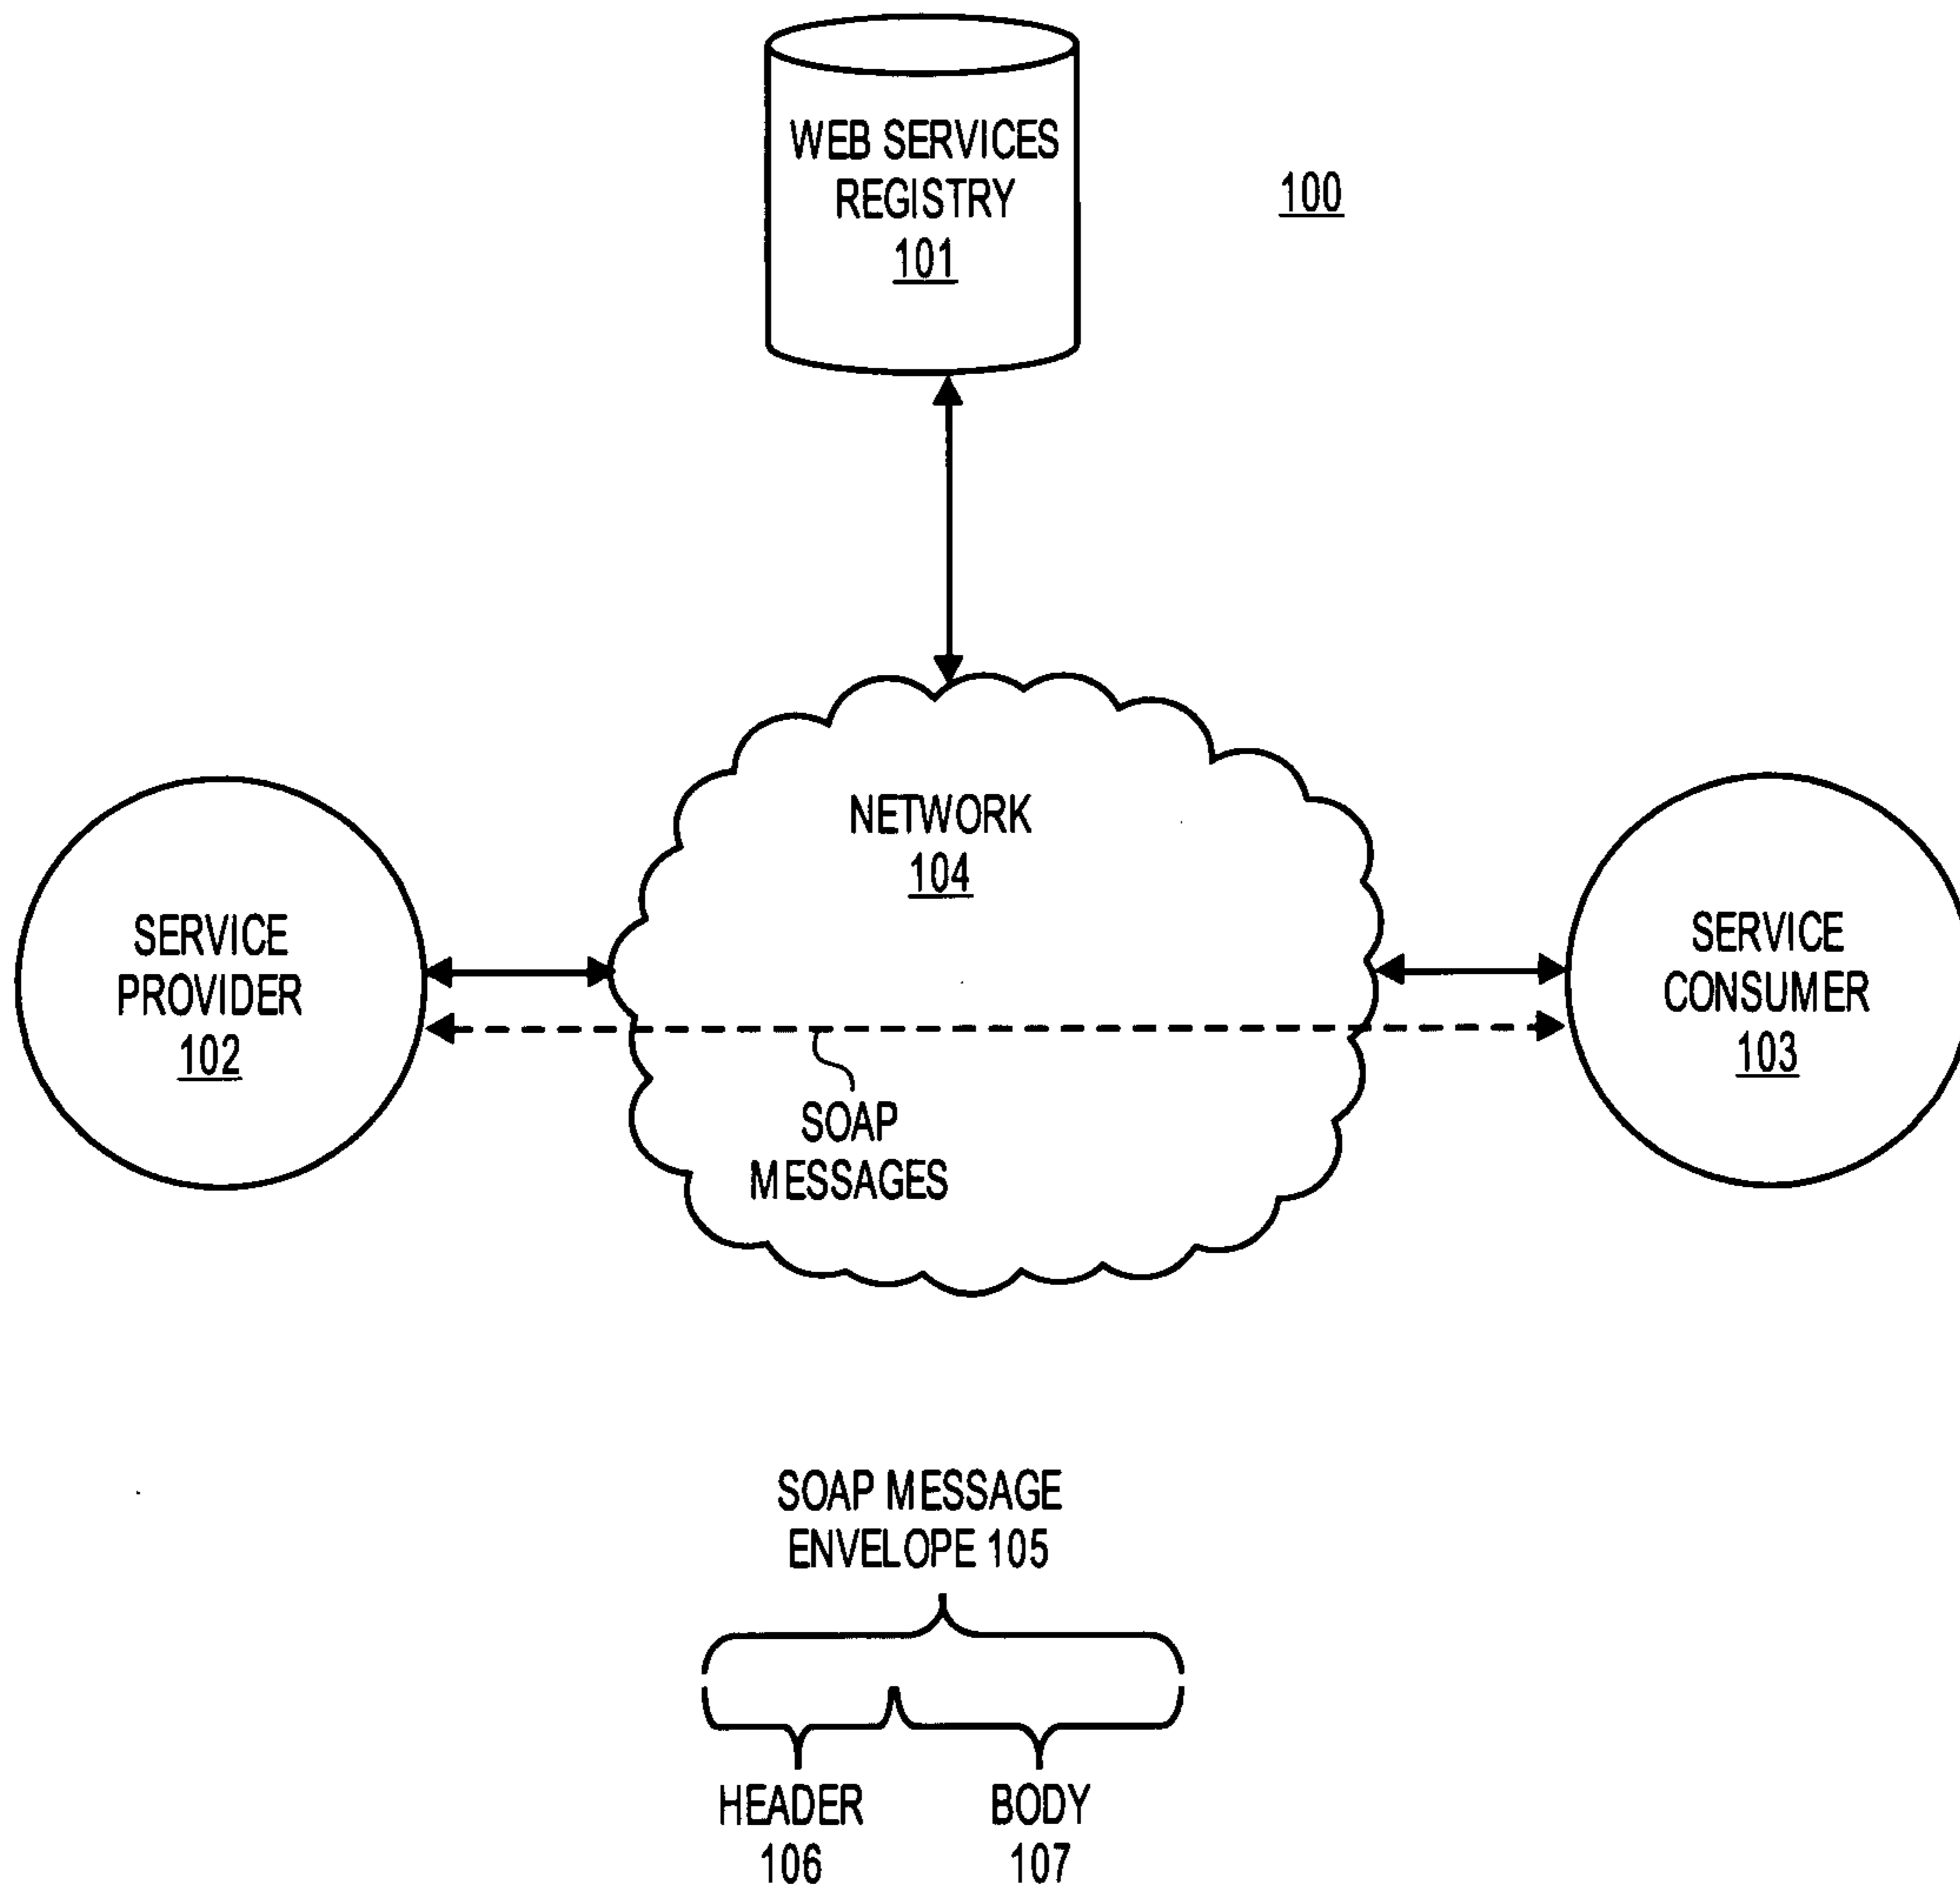 WEB SERVICES
REGISTRY
101
100
NETWORK
104
SERVICE
PROVIDER
102
SERVICE
CONSUMER
103
SOAP
MESSAGES
SOAP MESSAGE
ENVELOPE 105
HEADER
106
BODY
107